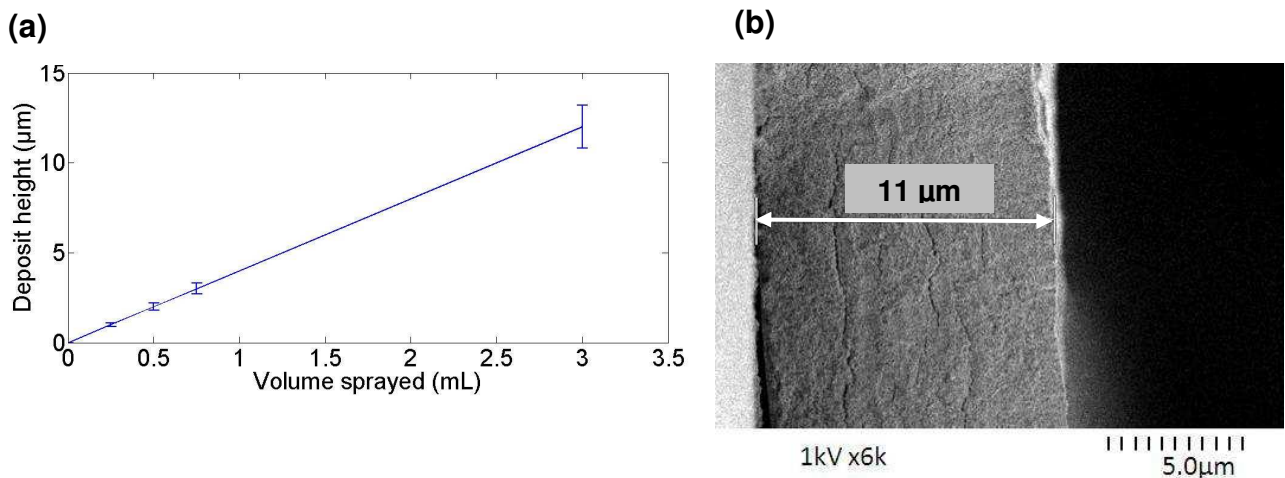 (a)
15
10
5
0
Deposit height (µm)
0 0.5 1 1.5 2 2.5 3 3.5
Volume sprayed (mL)
(b)
11 µm
1kV x6k
5.0µm